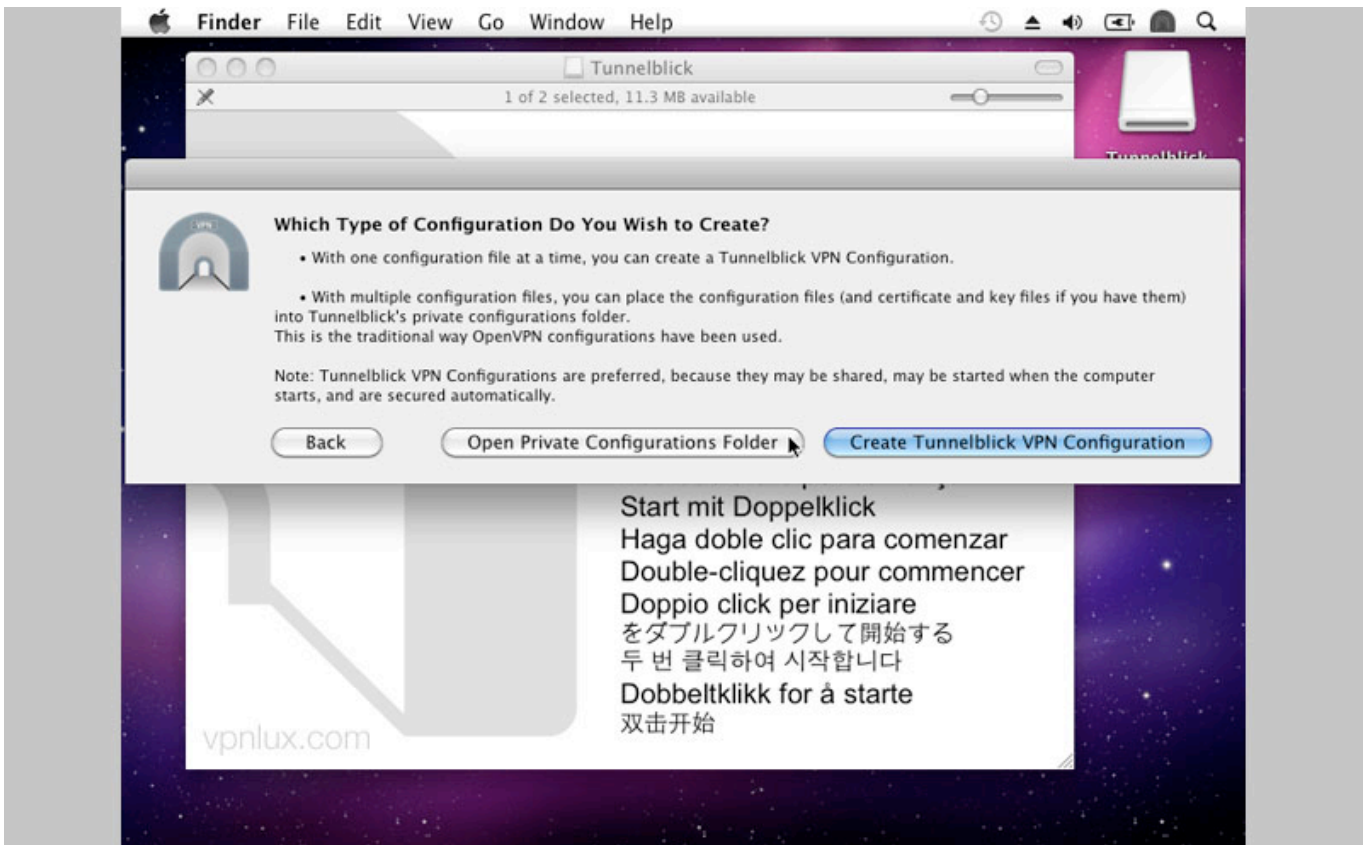 Finder File Edit View Go Window Help
Tunnelblick
1 of 2 selected, 11.3 MB available
Tunnelblick
VPN
Which Type of Configuration Do You Wish to Create?
• With one configuration file at a time, you can create a Tunnelblick VPN Configuration.
• With multiple configuration files, you can place the configuration files (and certificate and key files if you have them)
into Tunnelblick's private configurations folder.
This is the traditional way OpenVPN configurations have been used.
Note: Tunnelblick VPN Configurations are preferred, because they may be shared, may be started when the computer
starts, and are secured automatically.
Back Open Private Configurations Folder Create Tunnelblick VPN Configuration
Start mit Doppelklick
Haga doble clic para comenzar
Double-cliquez pour commencer
Doppio click per iniziare
をダブルクリックして開始する
두 번 클릭하여 시작합니다
Dobbeltklikk for å starte
双击开始
vpnlux.com